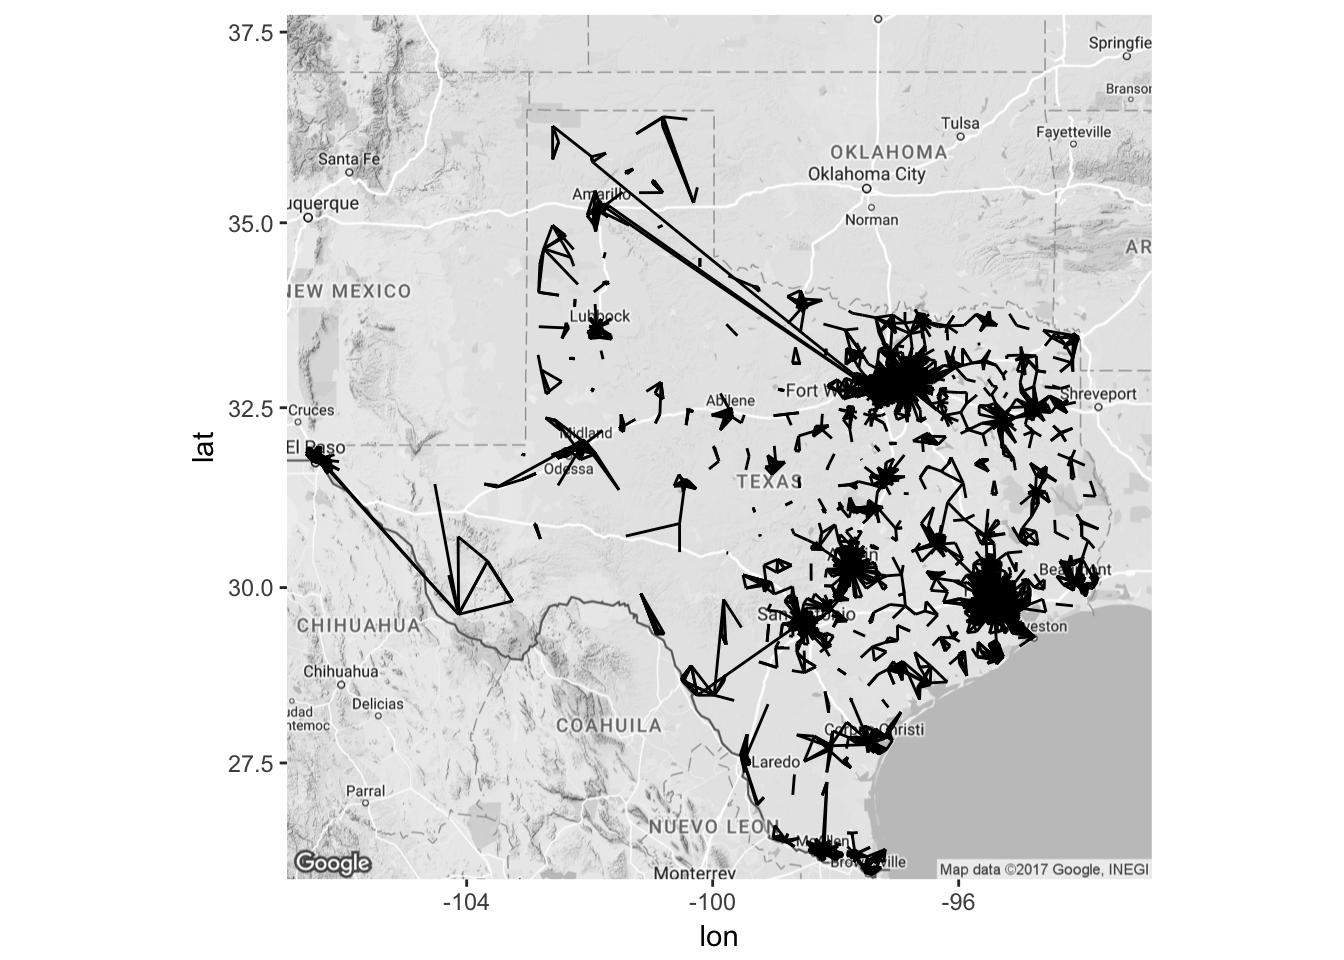 37.5
Springfie
Branson
Tulsa
Fayetteville
OKLAHOMA
Santa Fe
Oklahoma City
Amarillo
uquerque
Norman
35.0
AR
NEW MEXICO
Lubbock
Fort W
Shreveport
Abilene
32.5
Cruces
Midland
El Paso
Odessa
TEXAS
30.0
Beaumont
San Antonio
veston
CHIHUAHUA
Chihuahua
Delicias
udad
ntemoc
COAHUILA
Corpus Christi
27.5
Laredo
Parral
NUEVO LEON
McAllen
Brownsville
Google
Map data ©2017 Google, INEGI
Monterrey
-104
-100
-96
lon
lat